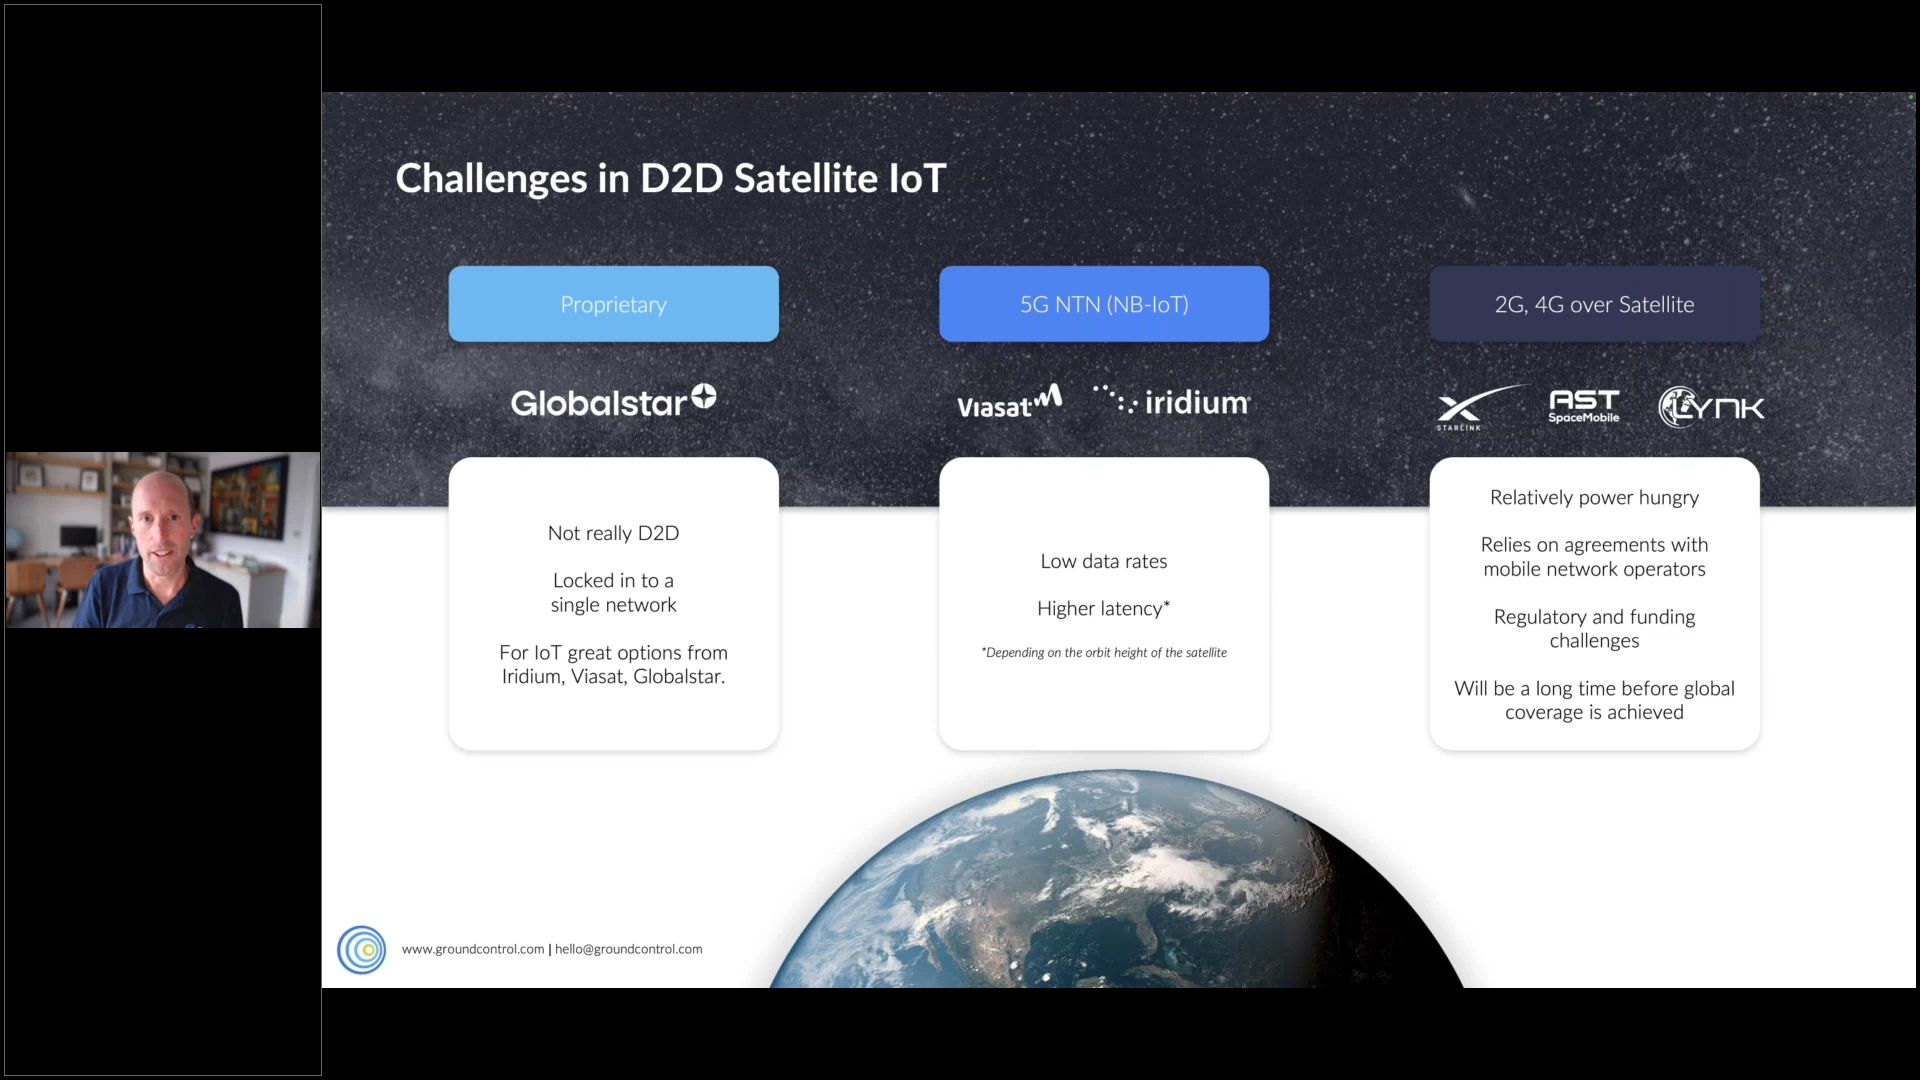 Challenges in D2D Satellite IoT
Proprietary
Globalstar
Not really D2D
Locked in to a
single network
For IoT great options from
Iridium, Viasat, Globalstar.
5G NTN (NB-IoT)
Viasat
iridium
Low data rates
Higher latency*
*Depending on the orbit height of the satellite
2G, 4G over Satellite
STARLINK
AST
SpaceMobile
LYNK
Relatively power hungry
Relies on agreements with
mobile network operators
Regulatory and funding
challenges
Will be a long time before global
coverage is achieved
www.groundcontrol.com | hello@groundcontrol.com